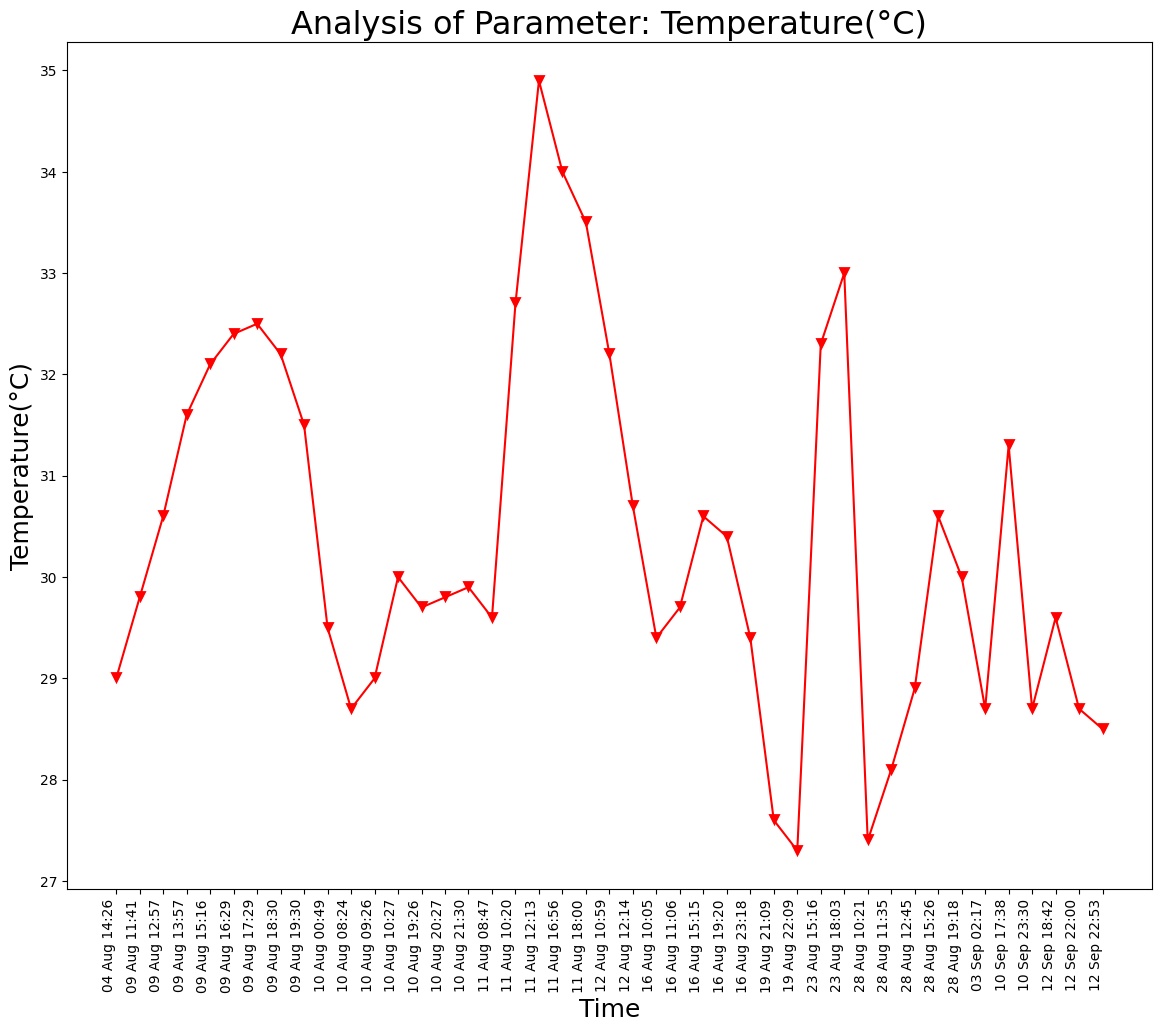 Analysis of Parameter: Temperature(°C)
35
34
33
32
31
30
29
28
27
Temperature(°C)
04 Aug 14:26
09 Aug 11:41
09 Aug 12:57
09 Aug 13:57
09 Aug 15:16
09 Aug 16:29
09 Aug 17:29
09 Aug 18:30
09 Aug 19:30
10 Aug 00:49
10 Aug 08:24
10 Aug 09:26
10 Aug 10:27
10 Aug 19:26
10 Aug 20:27
10 Aug 21:30
11 Aug 08:47
11 Aug 10:20
11 Aug 12:13
11 Aug 16:56
11 Aug 18:00
12 Aug 10:59
12 Aug 12:14
16 Aug 10:05
16 Aug 11:06
16 Aug 15:15
16 Aug 19:20
16 Aug 23:18
19 Aug 21:09
19 Aug 22:09
23 Aug 15:16
23 Aug 18:03
28 Aug 10:21
28 Aug 11:35
28 Aug 12:45
28 Aug 15:26
28 Aug 19:18
03 Sep 02:17
10 Sep 17:38
10 Sep 23:30
12 Sep 18:42
12 Sep 22:00
12 Sep 22:53
Time